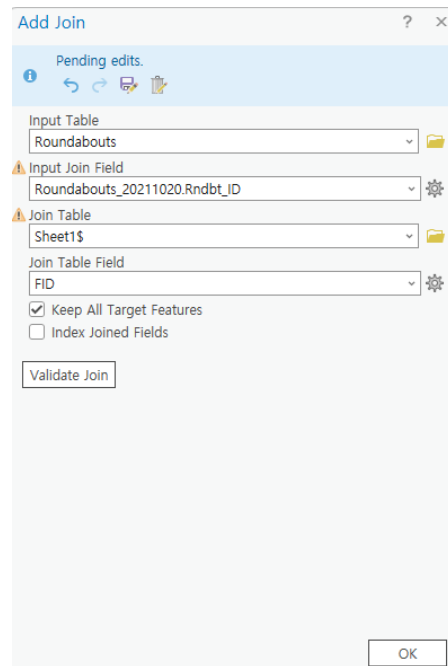 Add Join ?
Pending edits.
Input Table
Roundabouts
Input Join Field
Roundabouts_20211020.Rndbt_ID
Join Table
Sheet1$
Join Table Field
FID
Keep All Target Features
Index Joined Fields
Validate Join
OK